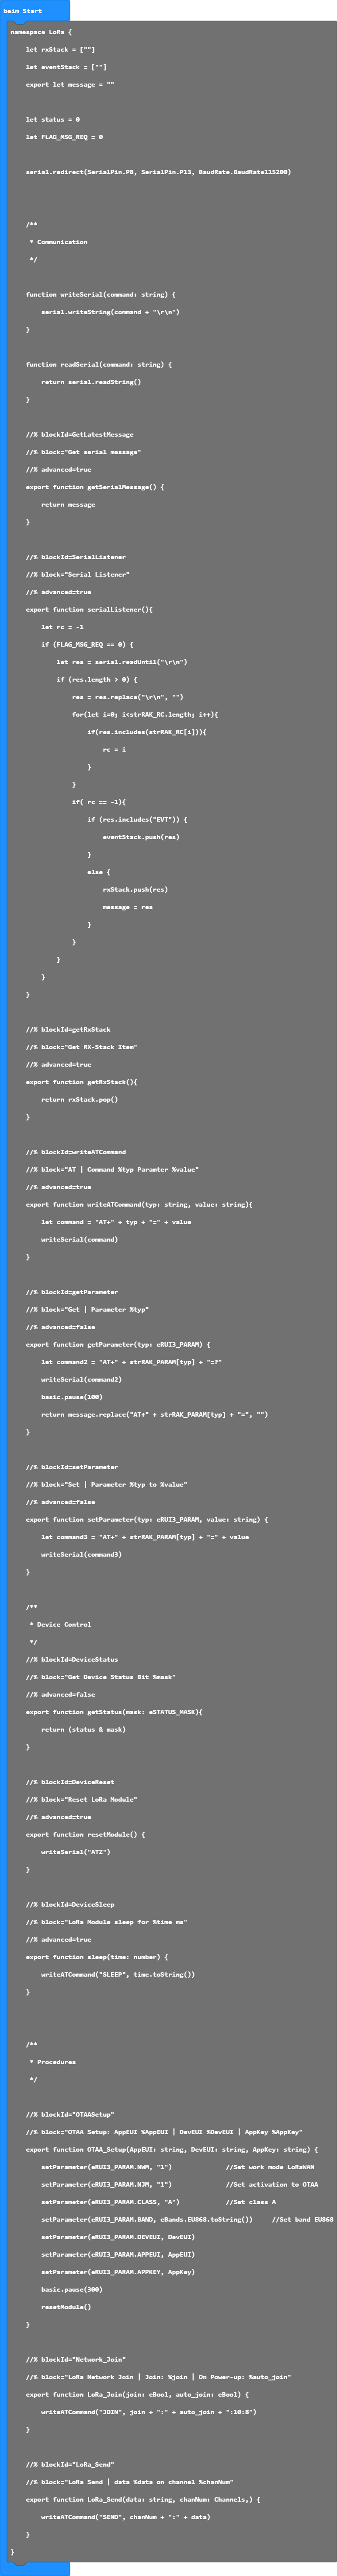 beim Start
namespace LoRa {
    let rxStack = [""]
    let eventStack = [""]
    export let message = ""
    let status = 0
    let FLAG_MSG_REQ = 0
    serial.redirect(SerialPin.P8, SerialPin.P13, BaudRate.BaudRate115200)
    /**
     * Communication
     */
    function writeSerial(command: string) {
        serial.writeString(command + "\r\n")
    }
    function readSerial(command: string) {
        return serial.readString()
    }
    //% blockId=GetLatestMessage
    //% block="Get serial message"
    //% advanced=true
    export function getSerialMessage() {
        return message
    }
    //% blockId=SerialListener
    //% block="Serial Listener"
    //% advanced=true
    export function serialListener(){
        let rc = -1
        if (FLAG_MSG_REQ == 0) {
            let res = serial.readUntil("\r\n")
            if (res.length > 0) {
                res = res.replace("\r\n", "")
                for(let i=0; i<strRAK_RC.length; i++){
                    if(res.includes(strRAK_RC[i])){
                        rc = i
                    }
                }
                if( rc == -1){
                    if (res.includes("EVT")) {
                        eventStack.push(res)
                    }
                    else {
                        rxStack.push(res)
                        message = res
                    }
                }
            }
        }
    }
    //% blockId=getRxStack
    //% block="Get RX-Stack Item"
    //% advanced=true
    export function getRxStack(){
        return rxStack.pop()
    }
    //% blockId=writeATCommand
    //% block="AT | Command %typ Paramter %value"
    //% advanced=true
    export function writeATCommand(typ: string, value: string){
        let command = "AT+" + typ + "=" + value
        writeSerial(command)
    }
    //% blockId=getParameter
    //% block="Get | Parameter %typ"
    //% advanced=false
    export function getParameter(typ: eRUI3_PARAM) {
        let command2 = "AT+" + strRAK_PARAM[typ] + "=?"
        writeSerial(command2)
        basic.pause(100)
        return message.replace("AT+" + strRAK_PARAM[typ] + "=", "")
    }
    //% blockId=setParameter
    //% block="Set | Parameter %typ to %value"
    //% advanced=false
    export function setParameter(typ: eRUI3_PARAM, value: string) {
        let command3 = "AT+" + strRAK_PARAM[typ] + "=" + value
        writeSerial(command3)
    }
    /**
     * Device Control
     */
    //% blockId=DeviceStatus
    //% block="Get Device Status Bit %mask"
    //% advanced=false
    export function getStatus(mask: eSTATUS_MASK){
        return (status & mask)
    }
    //% blockId=DeviceReset
    //% block="Reset LoRa Module"
    //% advanced=true
    export function resetModule() {
        writeSerial("ATZ")
    }
    //% blockId=DeviceSleep
    //% block="LoRa Module sleep for %time ms"
    //% advanced=true
    export function sleep(time: number) {
        writeATCommand("SLEEP", time.toString())
    }
    /**
     * Procedures
     */
    //% blockId="OTAASetup"
    //% block="OTAA Setup: AppEUI %AppEUI | DevEUI %DevEUI | AppKey %AppKey"
    export function OTAA_Setup(AppEUI: string, DevEUI: string, AppKey: string) {
        setParameter(eRUI3_PARAM.NWM, "1")              //Set work mode LoRaWAN
        setParameter(eRUI3_PARAM.NJM, "1")              //Set activation to OTAA
        setParameter(eRUI3_PARAM.CLASS, "A")            //Set class A
        setParameter(eRUI3_PARAM.BAND, eBands.EU868.toString())     //Set band EU868
        setParameter(eRUI3_PARAM.DEVEUI, DevEUI)
        setParameter(eRUI3_PARAM.APPEUI, AppEUI)
        setParameter(eRUI3_PARAM.APPKEY, AppKey)
        basic.pause(300)
        resetModule()
    }
    //% blockId="Network_Join"
    //% block="LoRa Network Join | Join: %join | On Power-up: %auto_join"
    export function LoRa_Join(join: eBool, auto_join: eBool) {
        writeATCommand("JOIN", join + ":" + auto_join + ":10:8")
    }
    //% blockId="LoRa_Send"
    //% block="LoRa Send | data %data on channel %chanNum"
    export function LoRa_Send(data: string, chanNum: Channels,) {
        writeATCommand("SEND", chanNum + ":" + data)
    }
}